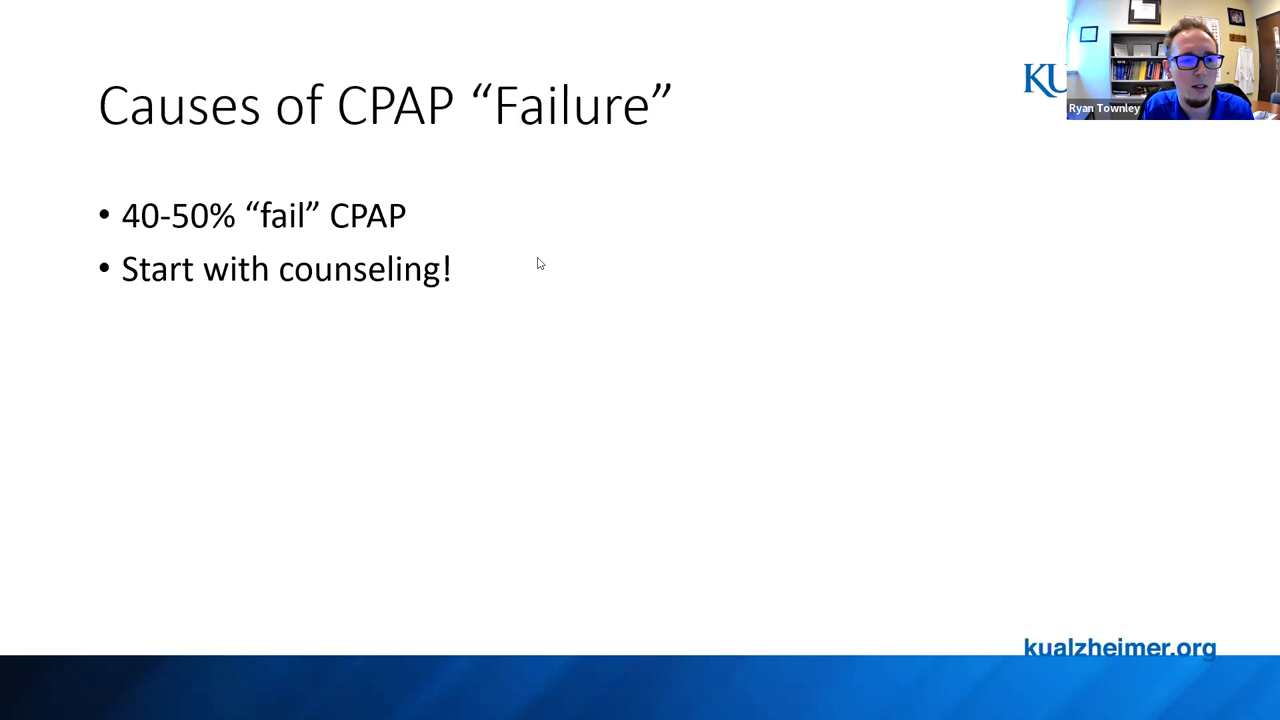 Causes of CPAP “Failure”
KU
Ryan Townley
• 40-50% “fail” CPAP
• Start with counseling!
kualzheimer.org